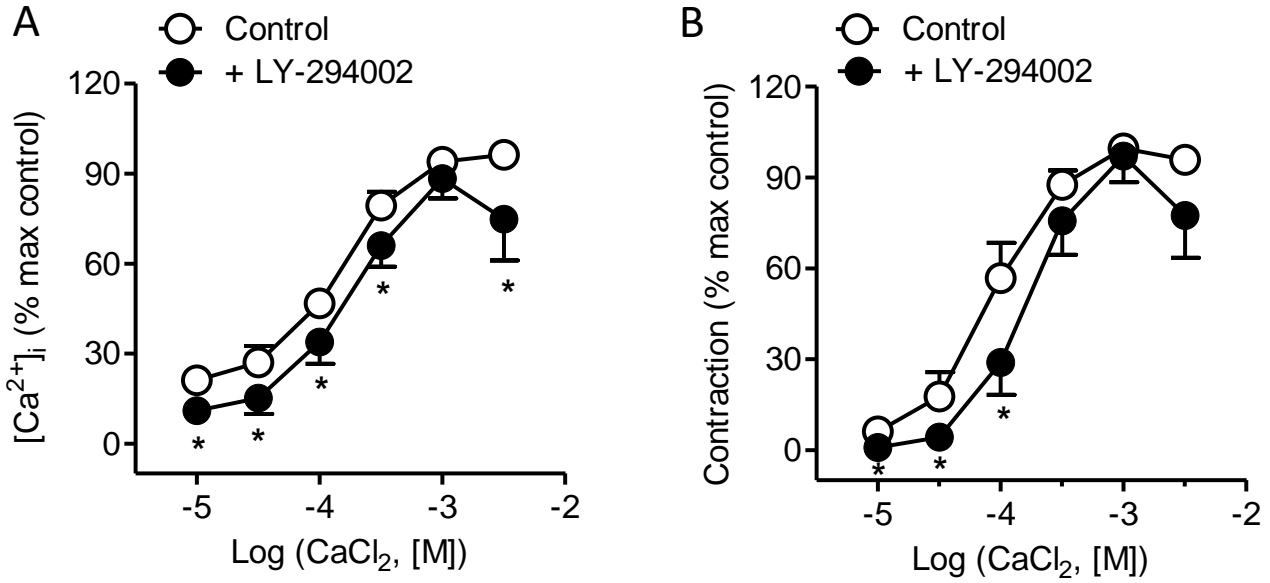 A
Control
+ LY-294002
[Ca²⁺]ᵢ (% max control)
120
90
60
30
0
*
*
*
*
*
-5
-4
-3
-2
Log (CaCl₂, [M])
B
Control
+ LY-294002
Contraction (% max control)
120
90
60
30
0
*
*
*
-5
-4
-3
-2
Log (CaCl₂, [M])